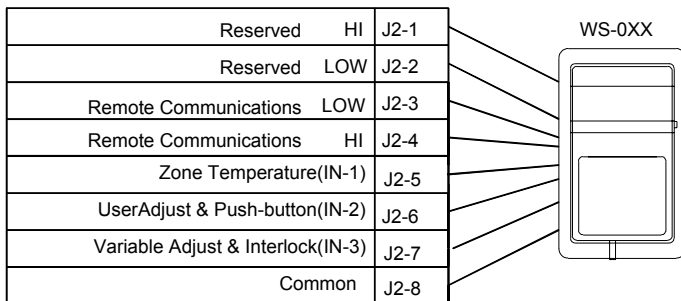 WS-0XX
Reserved HI J2-1
Reserved LOW J2-2
Remote Communications LOW J2-3
Remote Communications HI J2-4
Zone Temperature(IN-1) J2-5
UserAdjust & Push-button(IN-2) J2-6
Variable Adjust & Interlock(IN-3) J2-7
Common J2-8